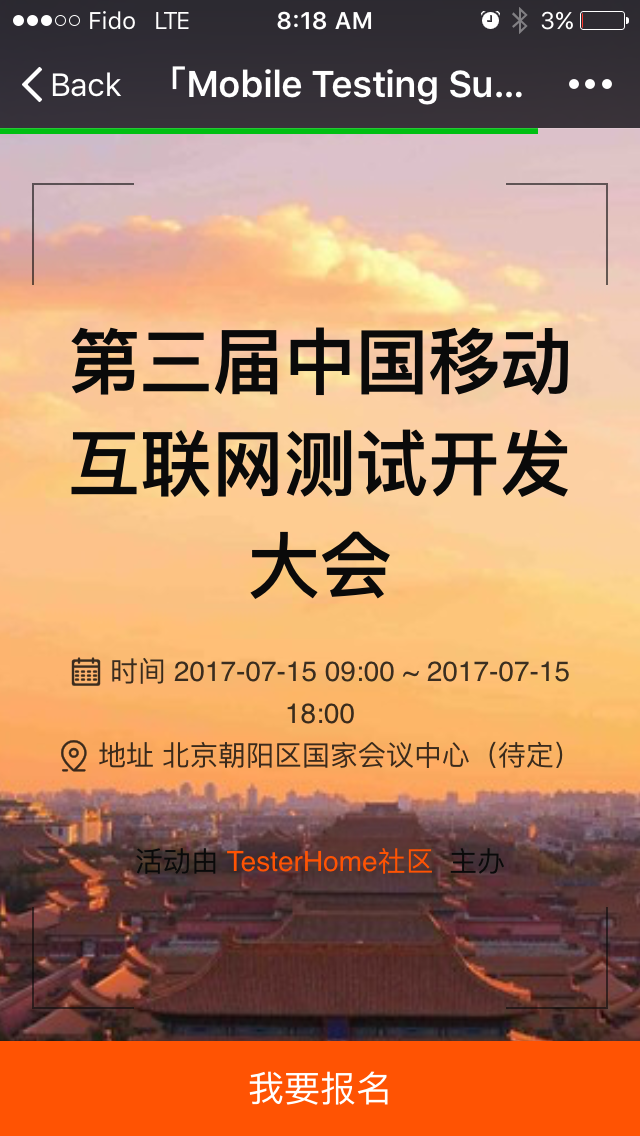 Fido LTE 8:18 AM 3%
Back 「Mobile Testing Su...
第三届中国移动
互联网测试开发
大会
时间 2017-07-15 09:00 ~ 2017-07-15
18:00
地址 北京朝阳区国家会议中心（待定）
活动由 TesterHome社区 主办
我要报名